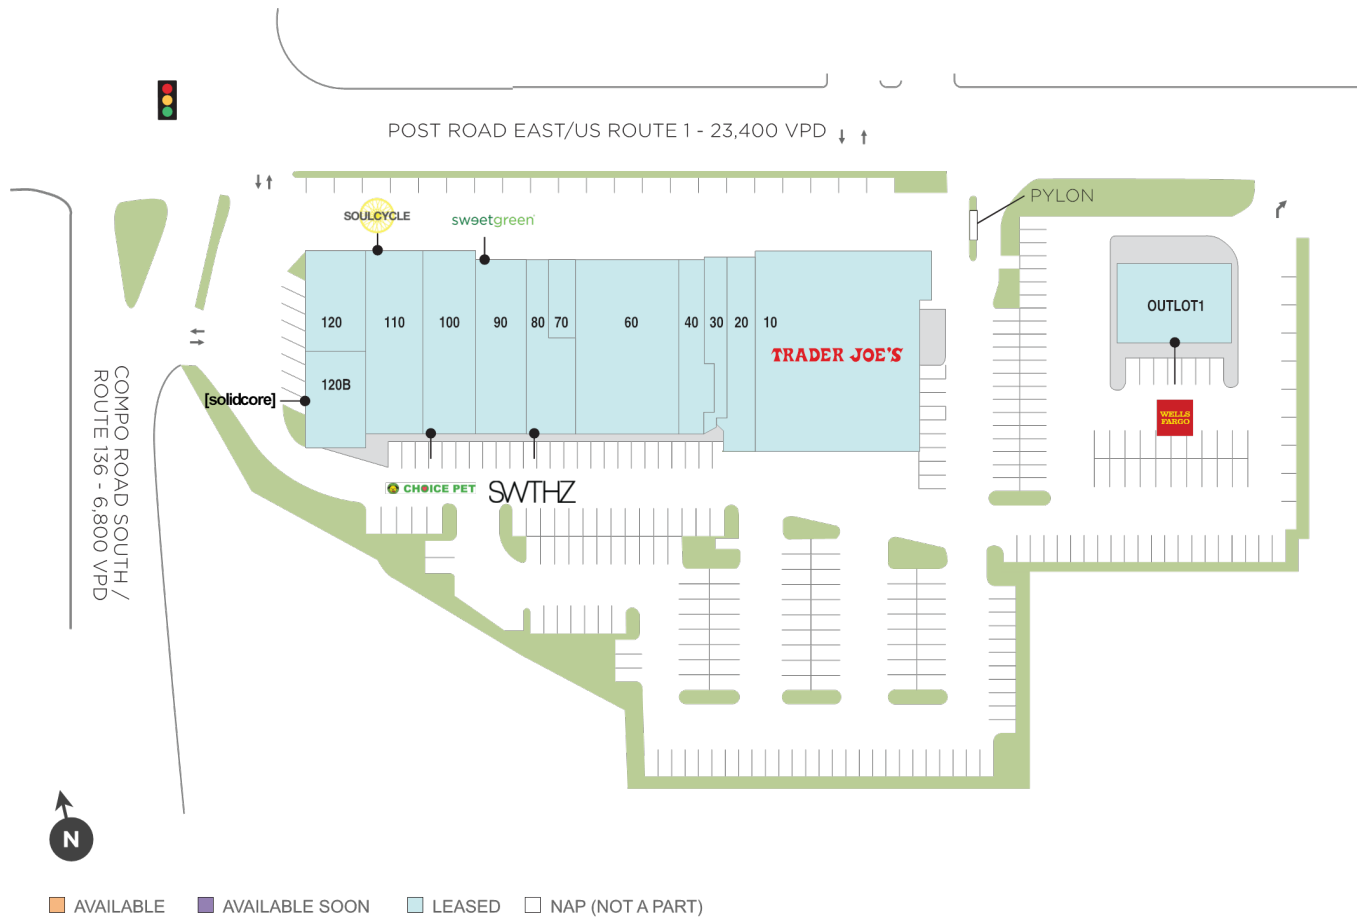 POST ROAD EAST/US ROUTE 1 - 23,400 VPD
PYLON
SOULCYCLE
sweetgreen
120
110
100
90
80
70
60
40
30
20
10
TRADER JOE'S
OUTLOT1
120B
[solidcore]
WELLS
FARGO
COMPO ROAD SOUTH /
ROUTE 136 - 6,800 VPD
CHOICE PET
SWTHZ
N
AVAILABLE
AVAILABLE SOON
LEASED
NAP (NOT A PART)